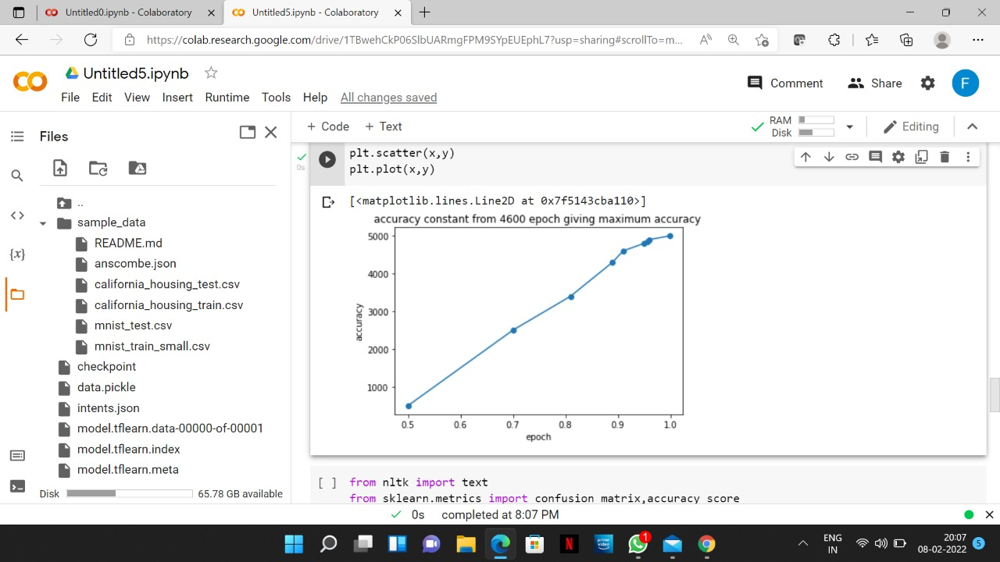 Untitled0.ipynb - Colaboratory
Untitled5.ipynb - Colaboratory
https://colab.research.google.com/drive/1TBwehCkP06SlbUARmgFPM9SYpEUEphL7?usp=sharing#scrollTo=m...
Untitled5.ipynb
Comment
Share
F
File Edit View Insert Runtime Tools Help All changes saved
Files
+ Code + Text
RAM
Disk
Editing
..
sample_data
README.md
anscombe.json
california_housing_test.csv
california_housing_train.csv
mnist_test.csv
mnist_train_small.csv
checkpoint
data.pickle
intents.json
model.tflearn.data-00000-of-00001
model.tflearn.index
model.tflearn.meta
Disk 65.78 GB available
0s
plt.scatter(x,y)
plt.plot(x,y)
[<matplotlib.lines.Line2D at 0x7f5143cba110>]
accuracy constant from 4600 epoch giving maximum accuracy
5000
4000
3000
2000
1000
accuracy
0.5 0.6 0.7 0.8 0.9 1.0
epoch
[ ] from nltk import text
from sklearn.metrics import confusion_matrix,accuracy_score
0s completed at 8:07 PM
prime video
1
ENG
IN
20:07
08-02-2022
5